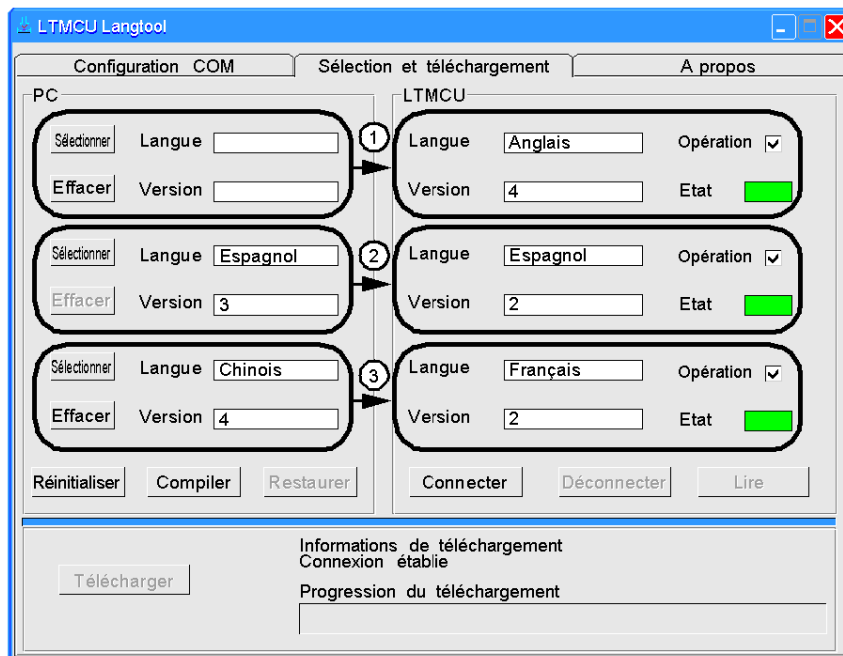 LTMCU Langtool
Configuration COM
Sélection et téléchargement
A propos
PC
Sélectionner Langue
Effacer Version
Sélectionner Langue Espagnol
Effacer Version 3
Sélectionner Langue Chinois
Effacer Version 4
Réinitialiser Compiler Restaurer
1
2
3
LTMCU
Langue Anglais Opération
Version 4 Etat
Langue Espagnol Opération
Version 2 Etat
Langue Français Opération
Version 2 Etat
Connecter Déconnecter Lire
Télécharger
Informations de téléchargement
Connexion établie
Progression du téléchargement